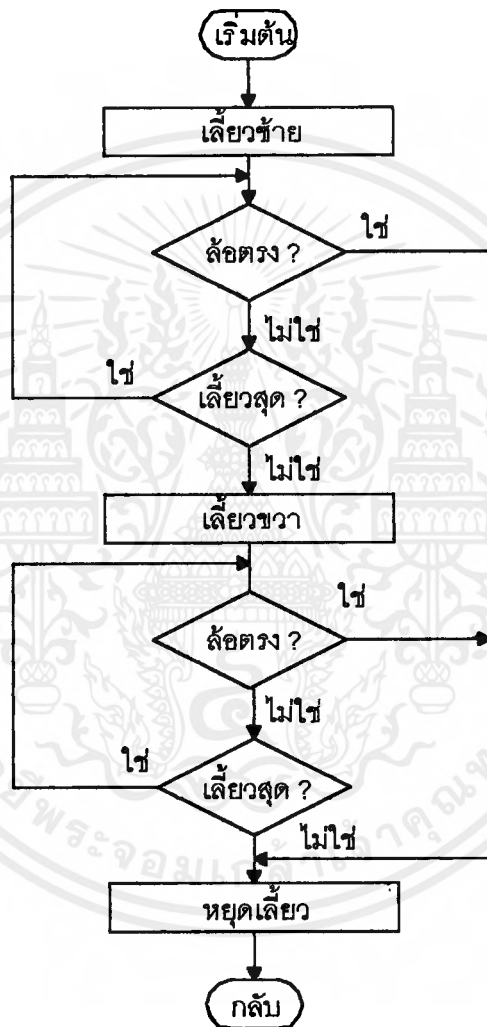 เริ่มต้น
เลี้ยวซ้าย
ล้อตรง ?
ใช่
ไม่ใช่
ใช่
เลี้ยวสุด ?
ไม่ใช่
เลี้ยวขวา
ใช่
ล้อตรง ?
ไม่ใช่
ใช่
เลี้ยวสุด ?
ไม่ใช่
หยุดเลี้ยว
กลับ